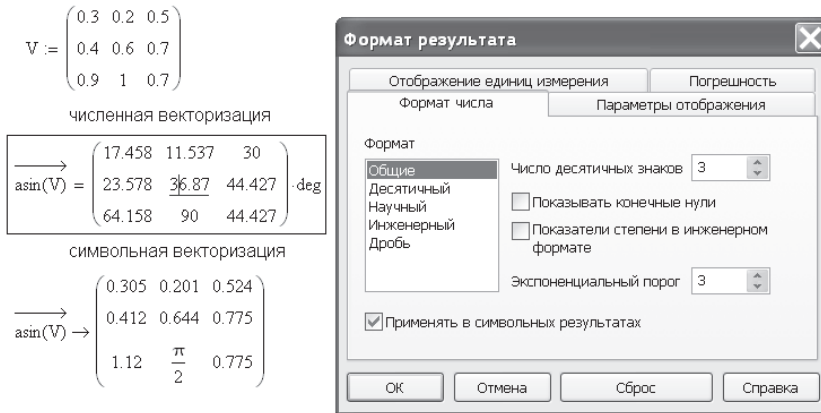 V := ( 0.3 0.2 0.5
0.4 0.6 0.7
0.9 1 0.7 )
численная векторизация
asin(V) = ( 17.458 11.537 30
23.578 36.87 44.427
64.158 90 44.427 ) ·deg
символьная векторизация
asin(V) → ( 0.305 0.201 0.524
0.412 0.644 0.775
1.12 π/2 0.775 )
Формат результата
Отображение единиц измерения
Погрешность
Формат числа
Параметры отображения
Формат
Общие
Десятичный
Научный
Инженерный
Дробь
Число десятичных знаков 3
Показывать конечные нули
Показатели степени в инженерном
формате
Экспоненциальный порог 3
Применять в символьных результатах
ОК
Отмена
Сброс
Справка